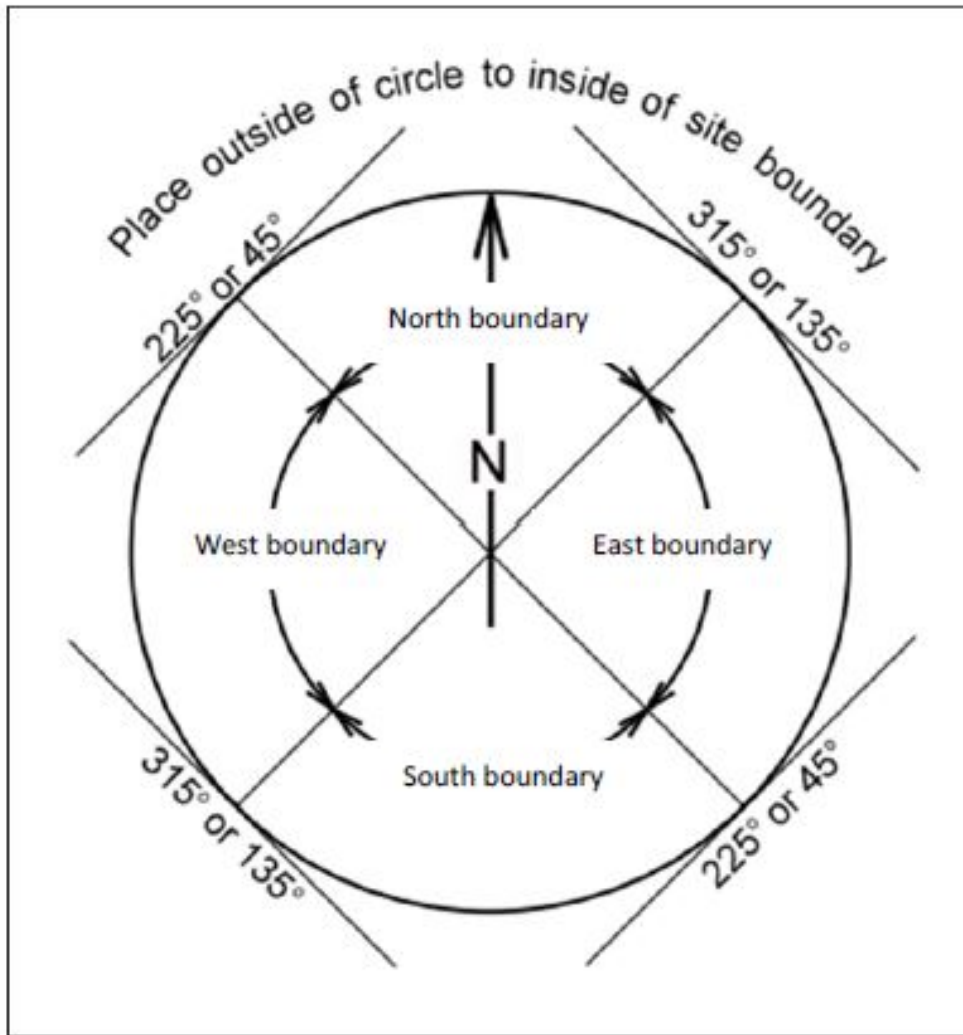 Place outside of circle to inside of site boundary
225° or 45°
315° or 135°
North boundary
N
West boundary
East boundary
South boundary
315° or 135°
225° or 45°